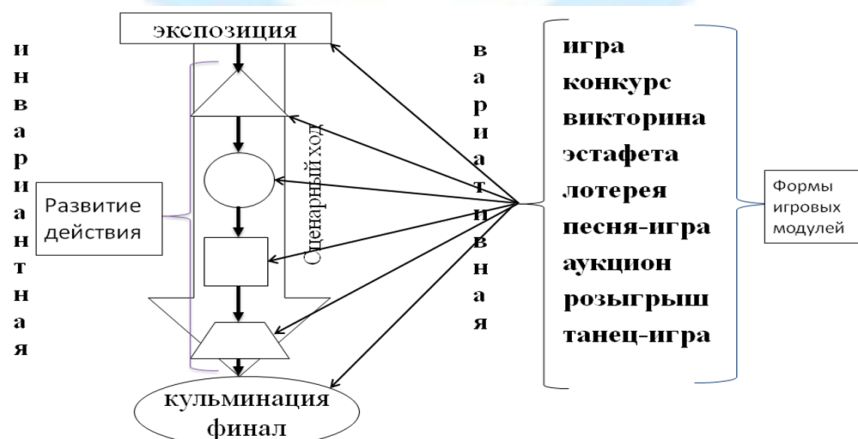 экспозиция
инвариантная
Развитие
действия
Сценарный ход
кульминация
финал
вариативная
игра
конкурс
викторина
эстафета
лотерея
песня-игра
аукцион
розыгрыш
танец-игра
Формы
игровых
модулей